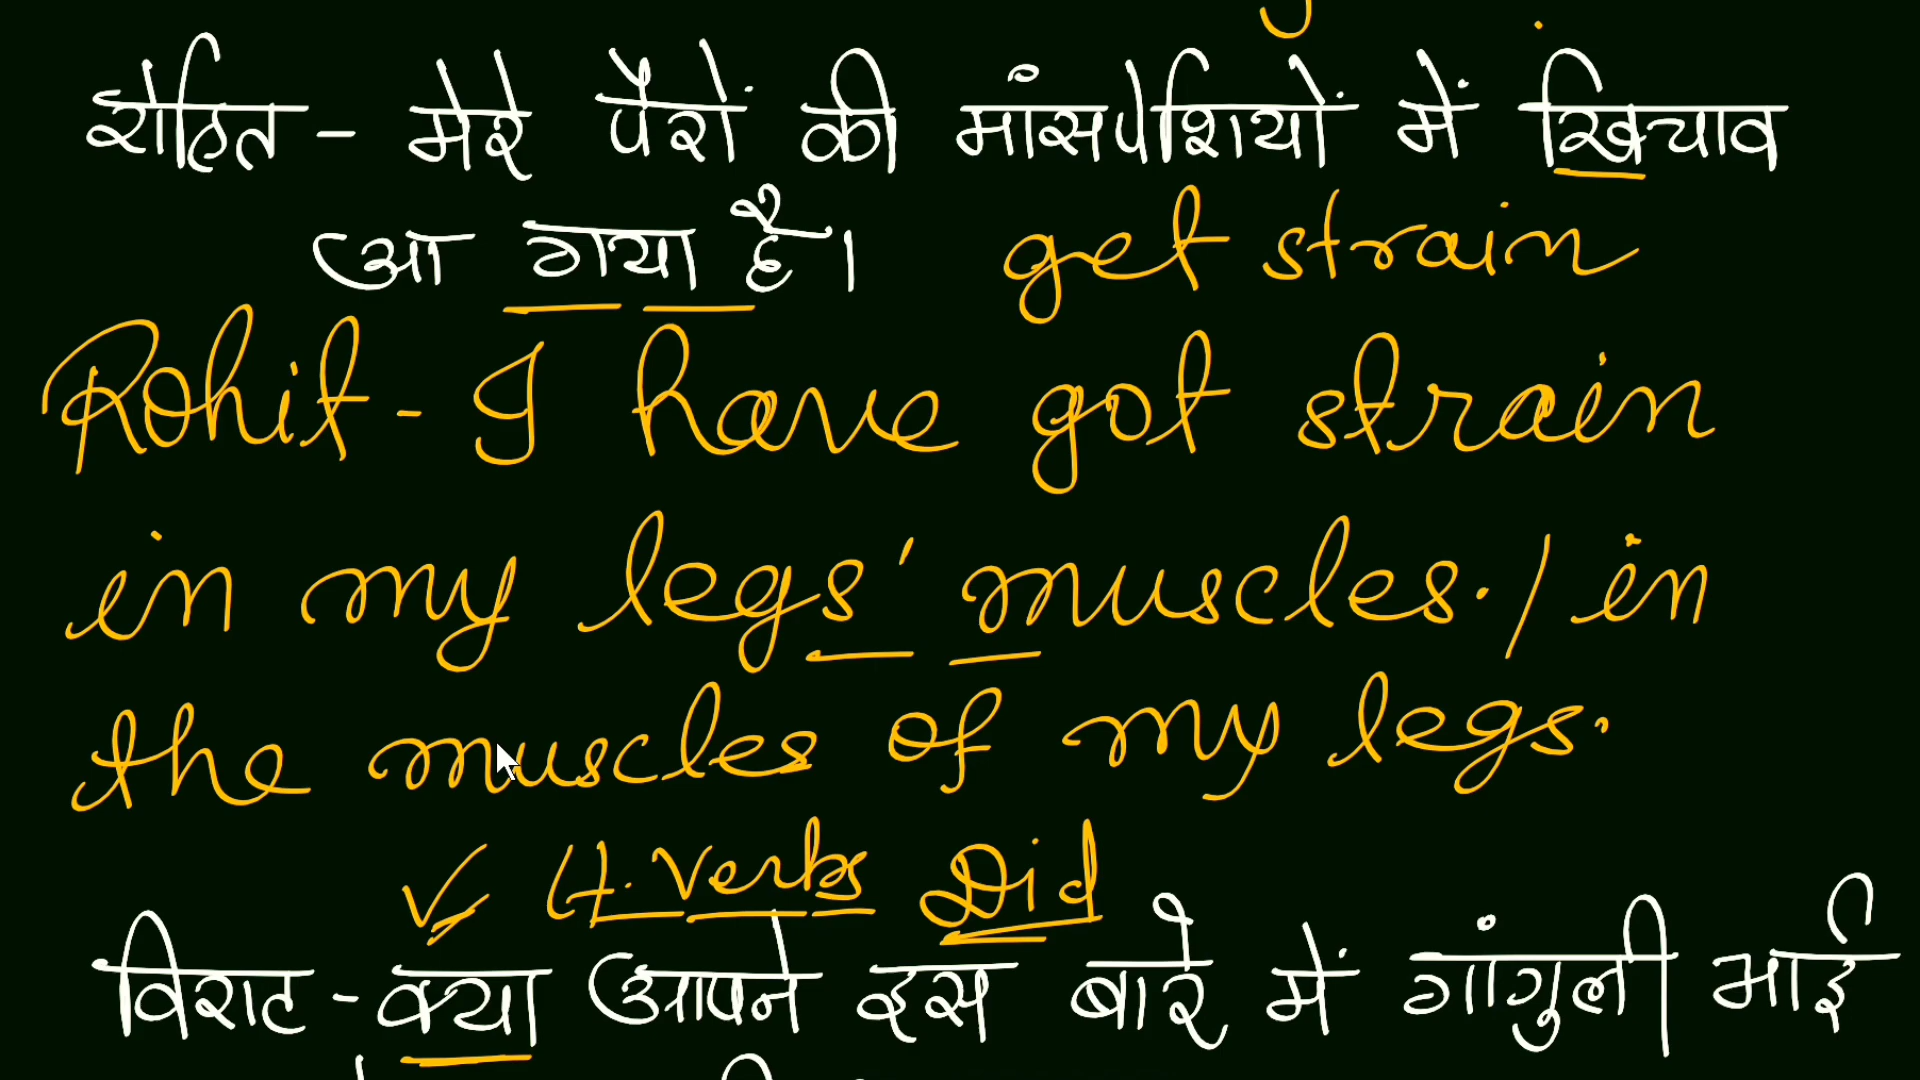 रोहित - मेरे पैरों की मांसपेशियों में खिचाव
आ गया है। get strain
Rohit - I have got strain
in my legs' muscles. / in
the muscles of my legs.
✓ H. Verbs Did
विराट - क्या आपने इस बारे में गांगुली भाई